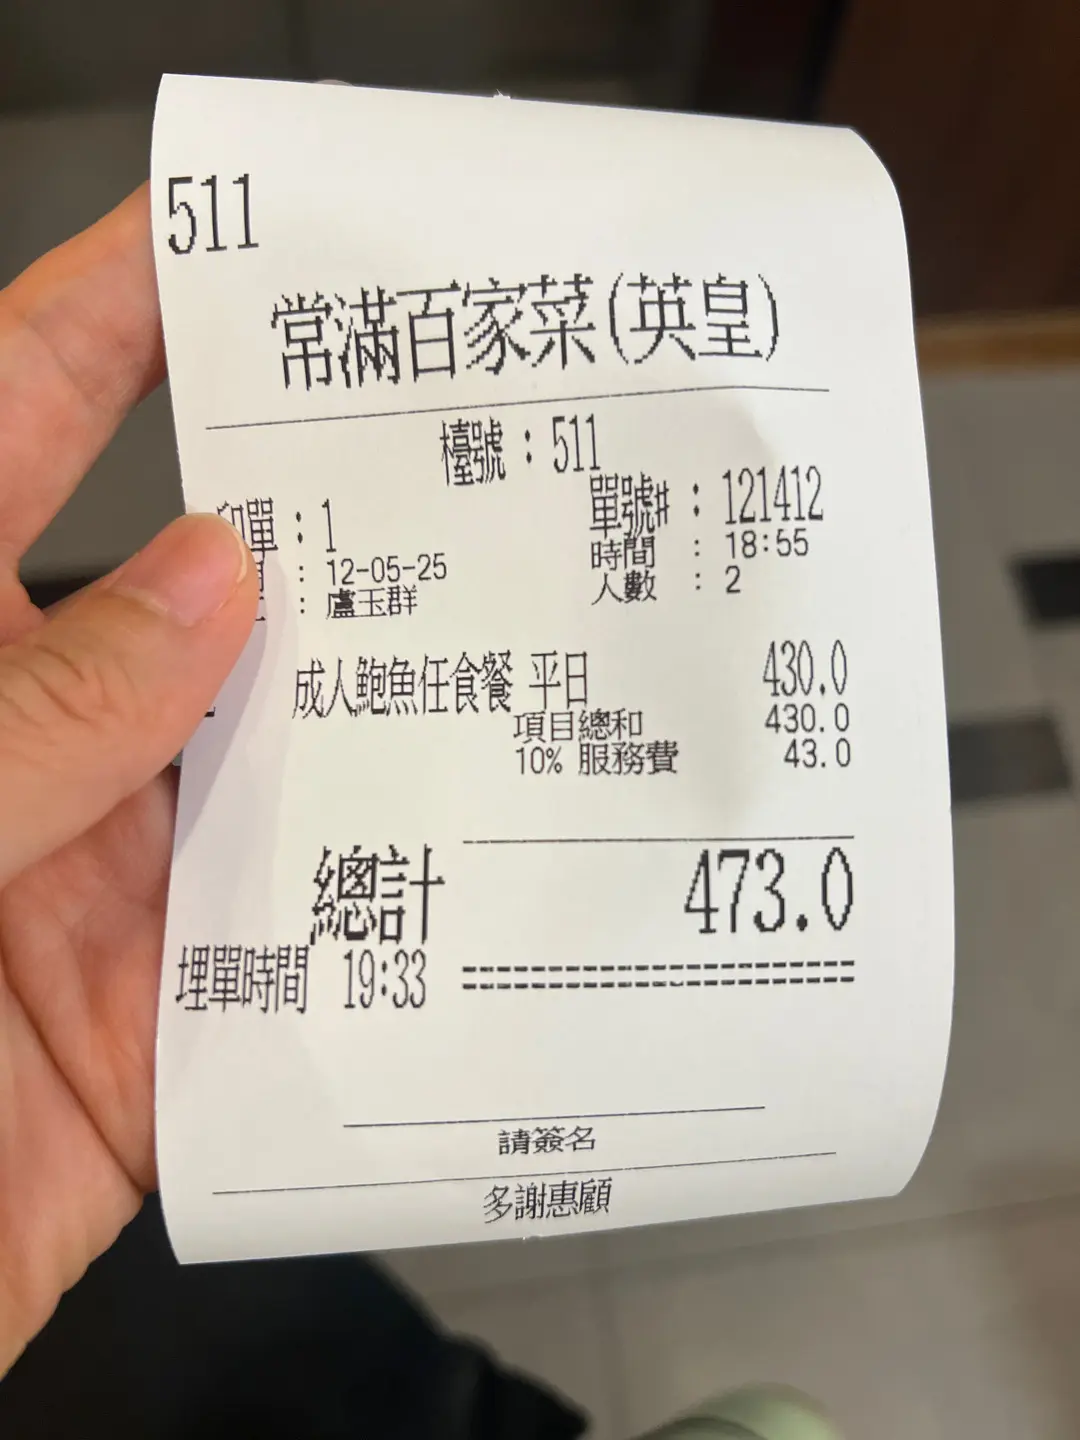 511
常滿百家菜(英皇)
檯號 : 511
單 : 1 單號# : 121412
: 12-05-25 時間 : 18:55
: 盧玉群 人數 : 2
成人鮑魚任食餐 平日 430.0
項目總和 430.0
10% 服務費 43.0
總計 473.0
埋單時間 19:33
請簽名
多謝惠顧